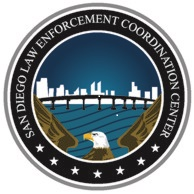 SAN DIEGO LAW ENFORCEMENT COORDINATION CENTER